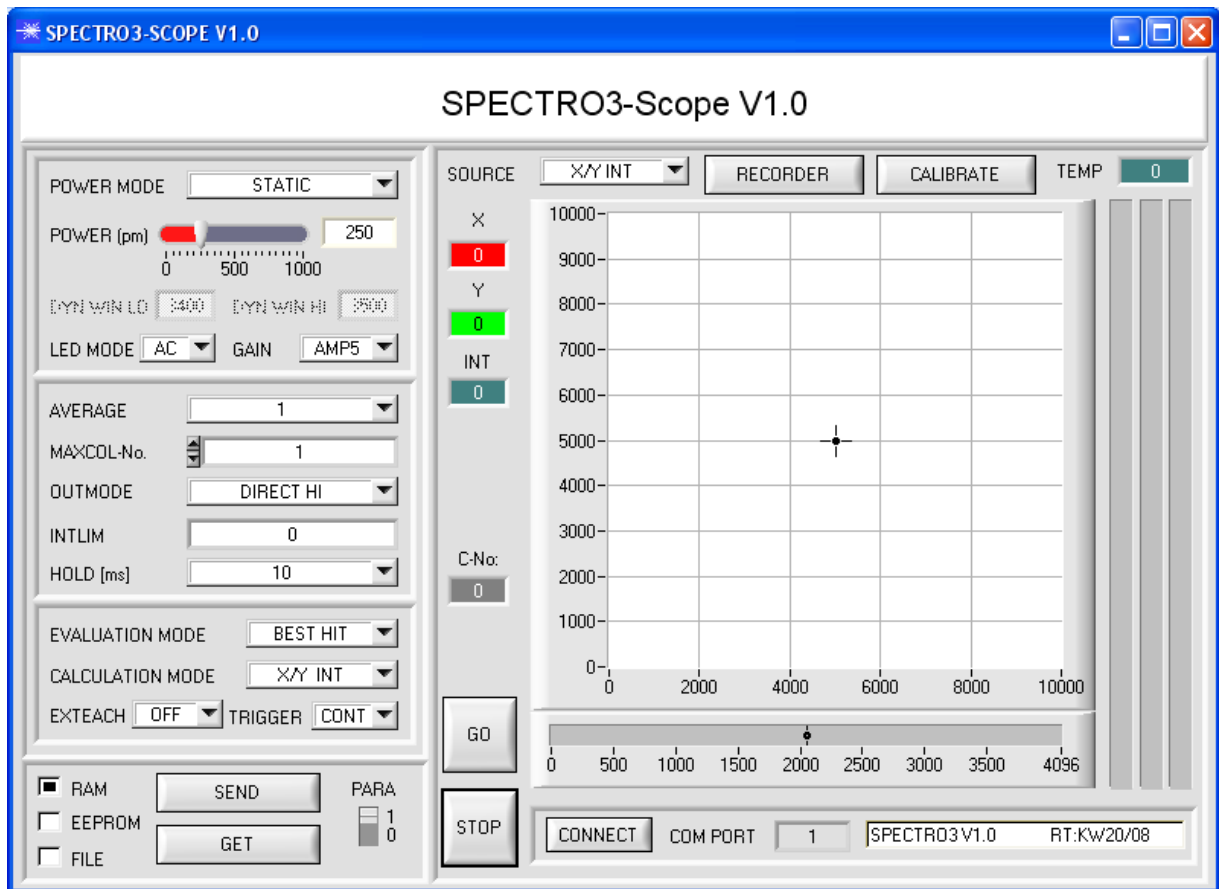 SPECTRO3-SCOPE V1.0
SPECTRO3-Scope V1.0
POWER MODE STATIC
POWER (pm) 250
0 500 1000
DYN WIN LO 3400 DYN WIN HI 3500
LED MODE AC GAIN AMP5
AVERAGE 1
MAXCOL-No. 1
OUTMODE DIRECT HI
INTLIM 0
HOLD [ms] 10
EVALUATION MODE BEST HIT
CALCULATION MODE X/Y INT
EXTEACH OFF TRIGGER CONT
RAM
EEPROM
FILE
SEND
GET
PARA
1
0
SOURCE X/Y INT RECORDER CALIBRATE TEMP 0
X
0
Y
0
INT
0
C-No:
0
GO
STOP
10000
9000
8000
7000
6000
5000
4000
3000
2000
1000
0
0 2000 4000 6000 8000 10000
0 500 1000 1500 2000 2500 3000 3500 4096
CONNECT COM PORT 1 SPECTRO3 V1.0 RT:KW20/08